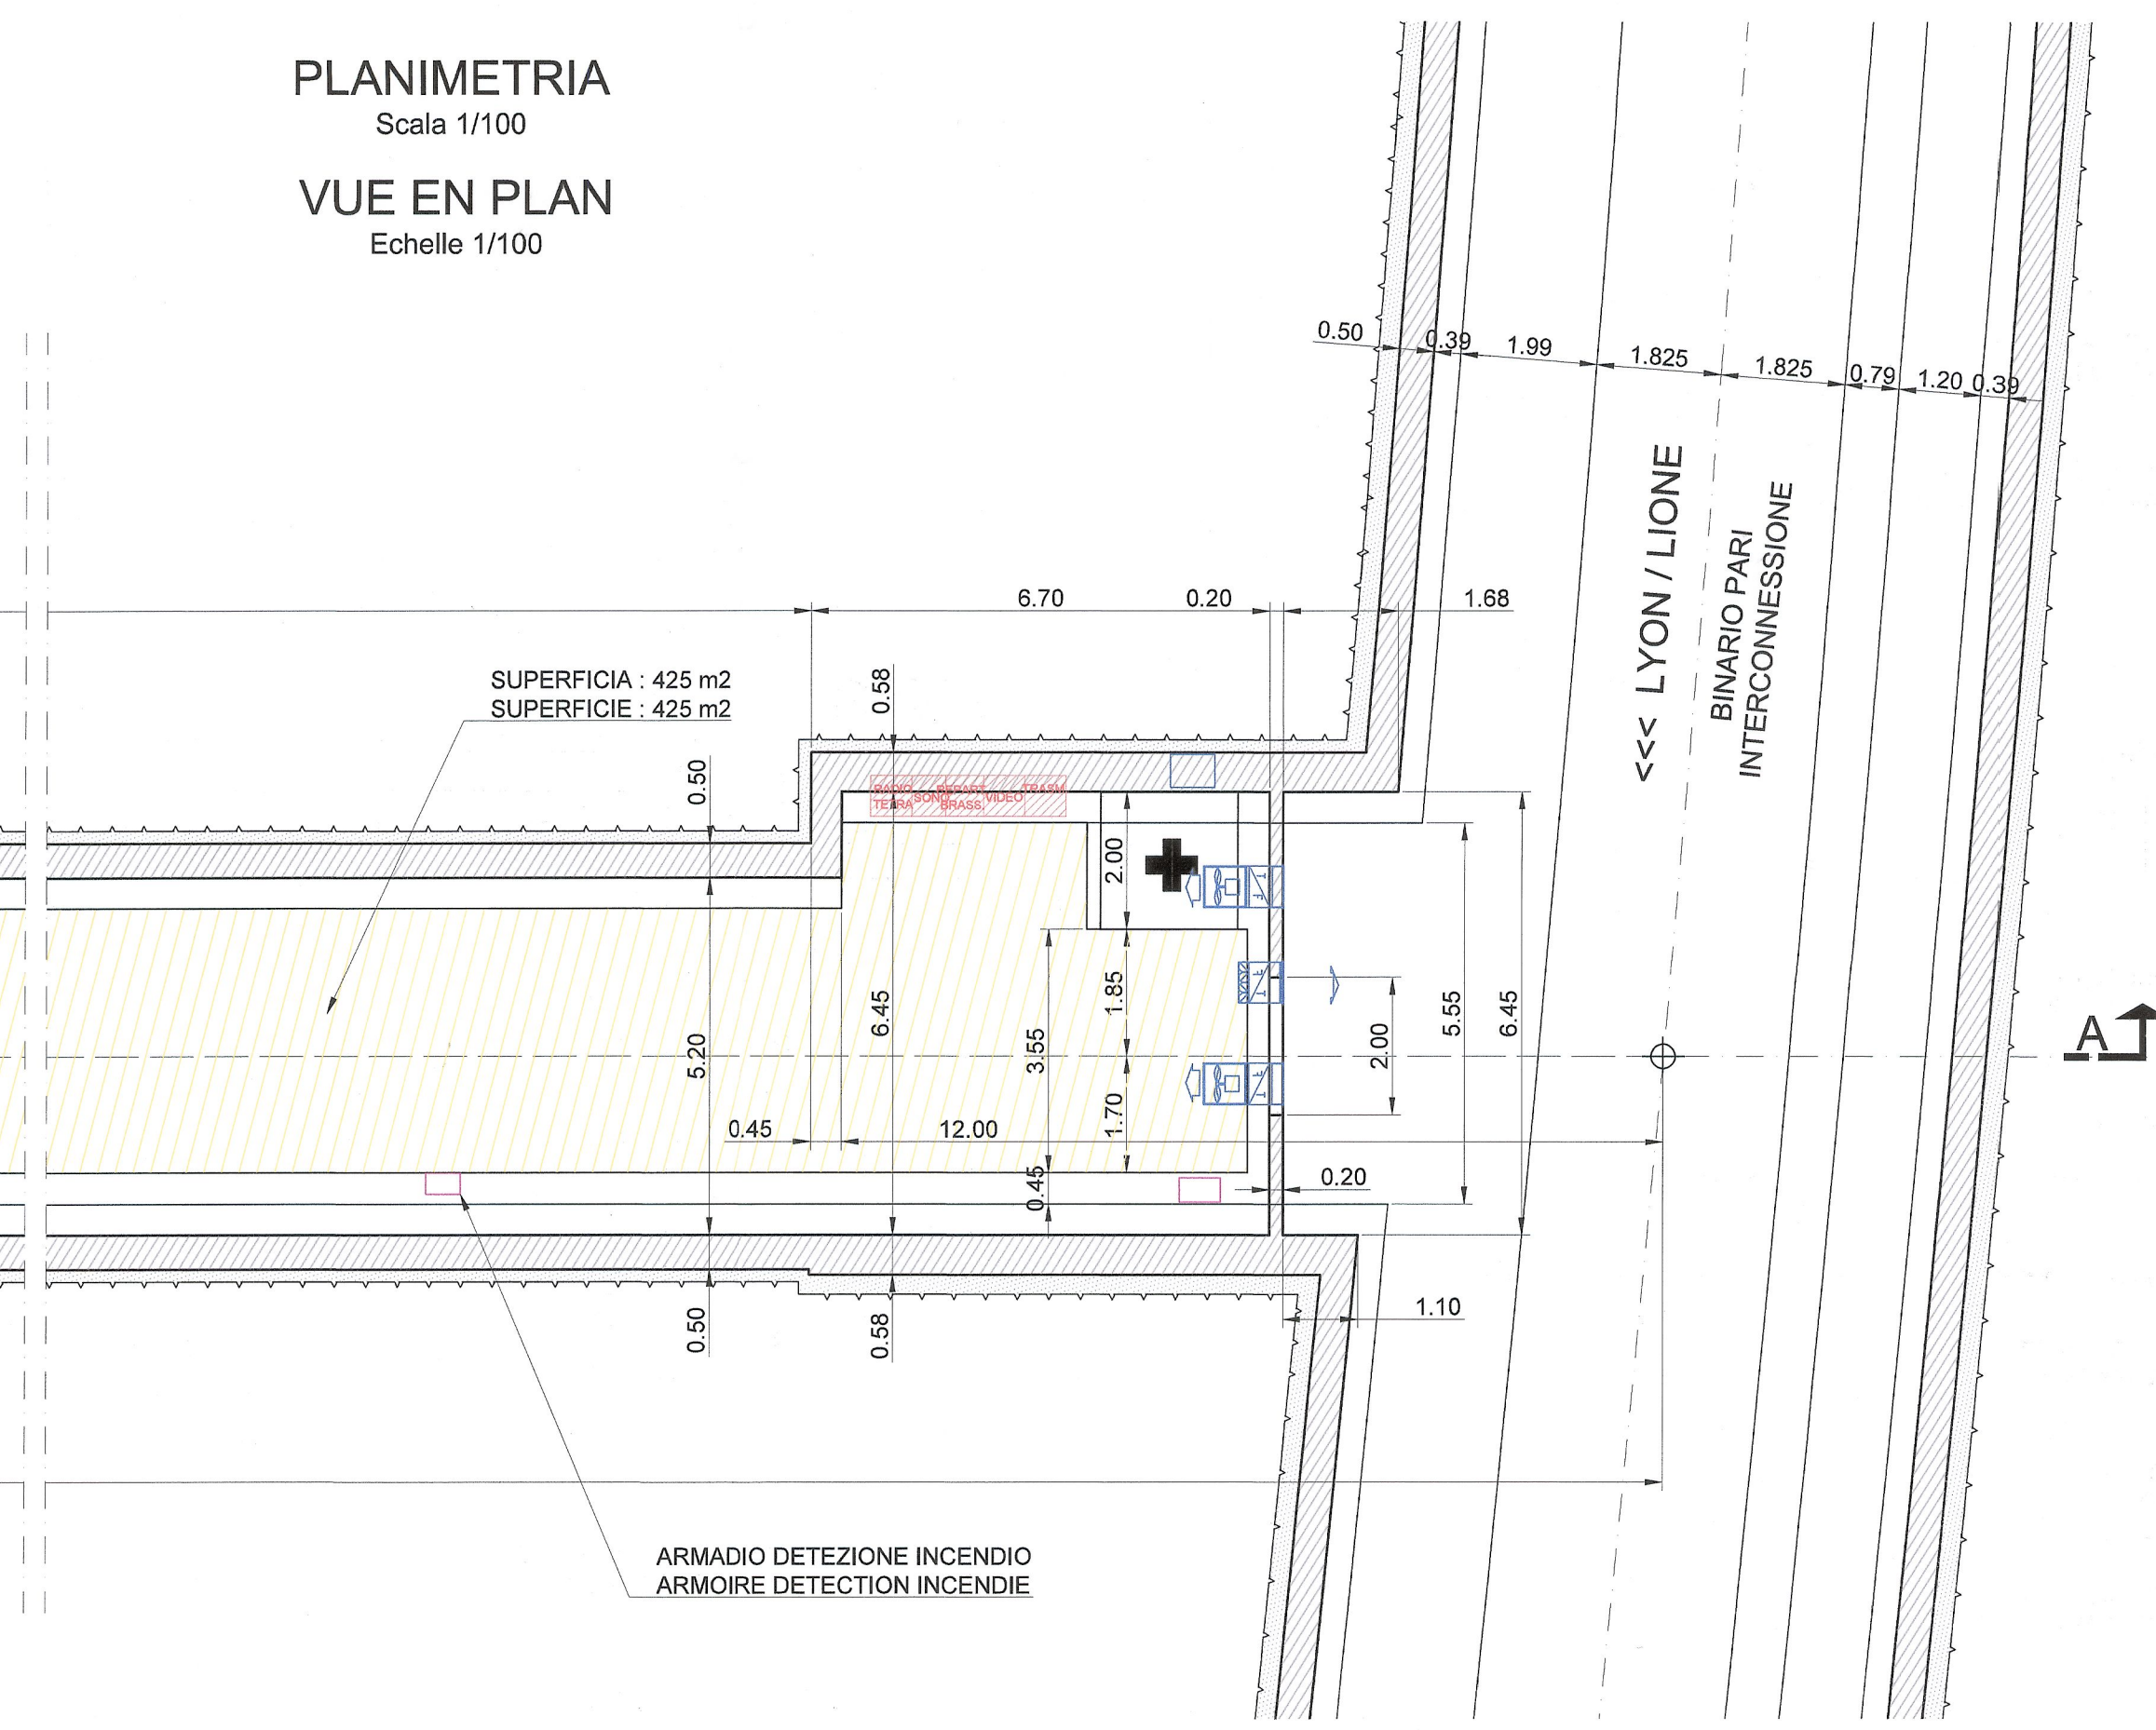 PLANIMETRIA
Scala 1/100
VUE EN PLAN
Echelle 1/100
0.50
0.39
1.99
1.825
1.825
0.79
1.20
0.39
<<< LYON / LIONE
BINARIO PARI
INTERCONNESSIONE
6.70
0.20
1.68
SUPERFICIA : 425 m2
SUPERFICIE : 425 m2
0.58
0.50
RADIO
TETRA
SONO
REPART.
BRASS.
VIDEO
TRASM.
2.00
1.85
6.45
5.20
3.55
1.70
2.00
5.55
6.45
A
0.45
12.00
0.45
0.20
0.50
0.58
1.10
ARMADIO DETEZIONE INCENDIO
ARMOIRE DETECTION INCENDIE